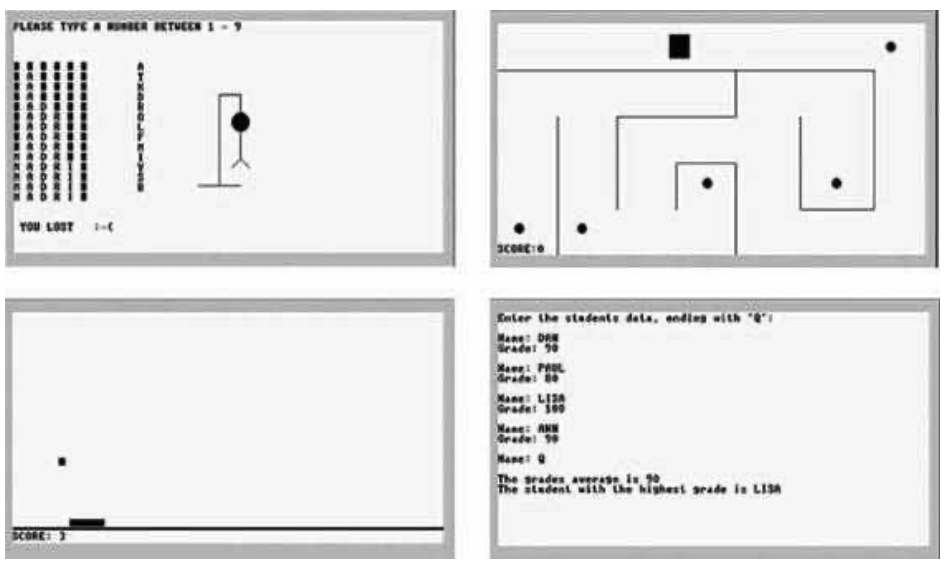 PLEASE TYPE A NUMBER BETWEEN 1 - 9
A
T
K
D
R
O
L
F
M
I
V
S
YOU LOST :-(
SCORE:0
SCORE: 3
Enter the students data, ending with 'Q':
Name: DAN
Grade: 90
Name: PAUL
Grade: 80
Name: LISA
Grade: 100
Name: ANN
Grade: 90
Name: Q
The grades average is 90
The student with the highest grade is LISA